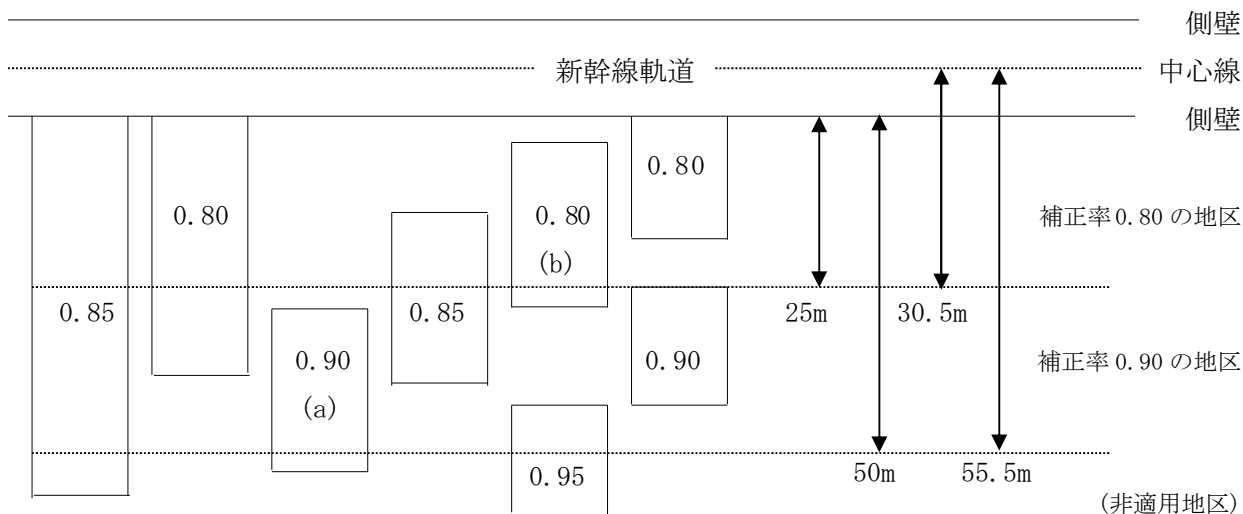 側壁
新幹線軌道 中心線
側壁
0.80
0.80 0.80 補正率0.80の地区
(b)
0.85 0.85 25m 30.5m
0.90 0.90 補正率0.90の地区
(a)
0.95 50m 55.5m
(非適用地区)